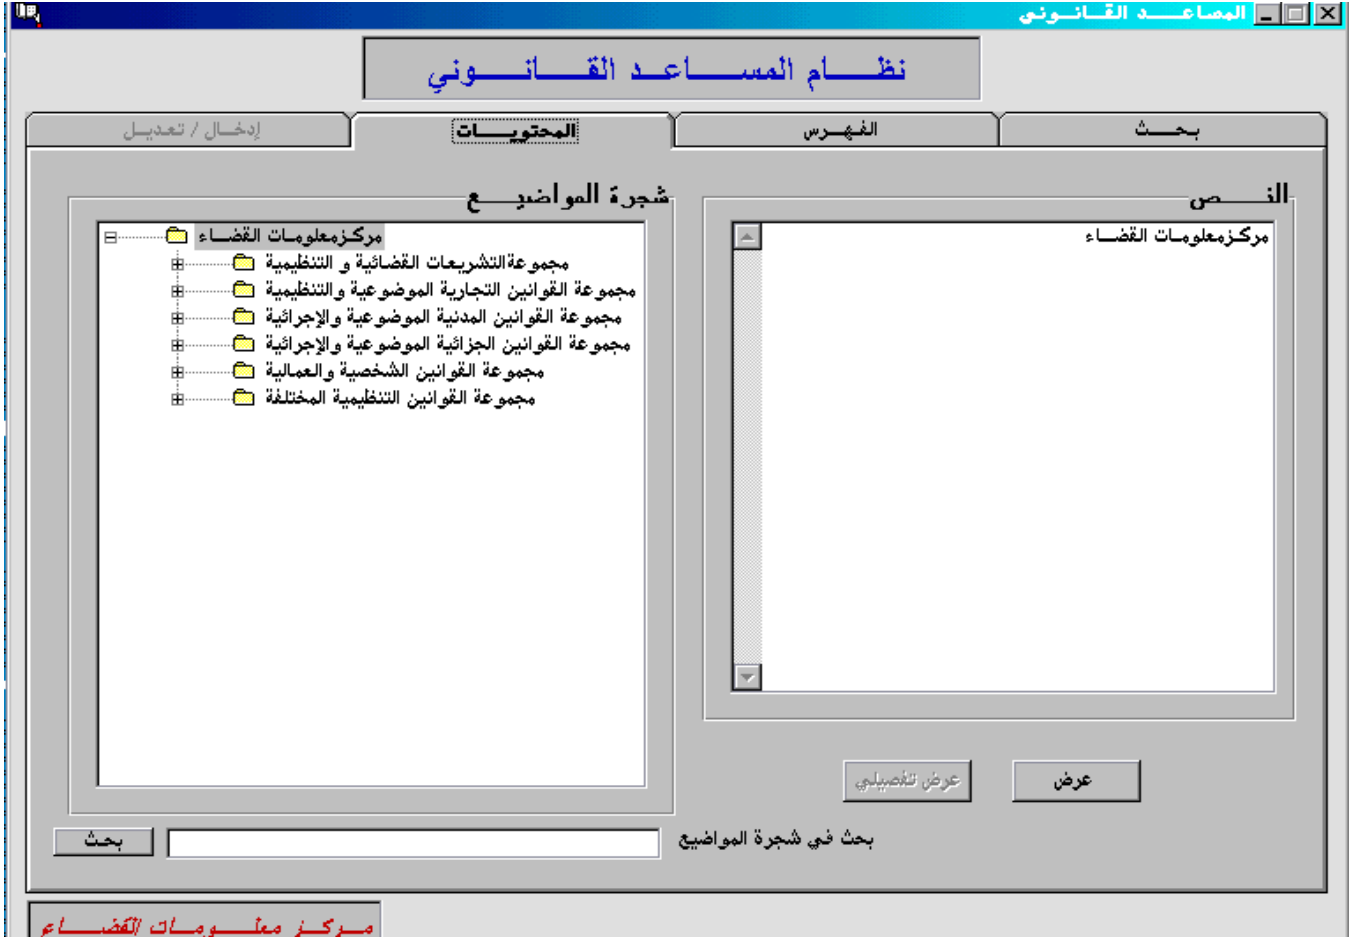 المساعد القانوني
نظام المساعد القانوني
بحث
الفهرس
المحتويات
إدخال / تعديل
النص
مركزمعلومات القضاء
عرض
عرض تفصيلي
شجرة المواضيع
مركزمعلومات القضاء
مجموعةالتشريعات القضائية و التنظيمية
مجموعة القوانين التجارية الموضوعية والتنظيمية
مجموعة القوانين المدنية الموضوعية والإجرائية
مجموعة القوانين الجزائية الموضوعية والإجرائية
مجموعة القوانين الشخصية والعمالية
مجموعة القوانين التنظيمية المختلفة
بحث في شجرة المواضيع
بحث
مركز معلومات القضاء